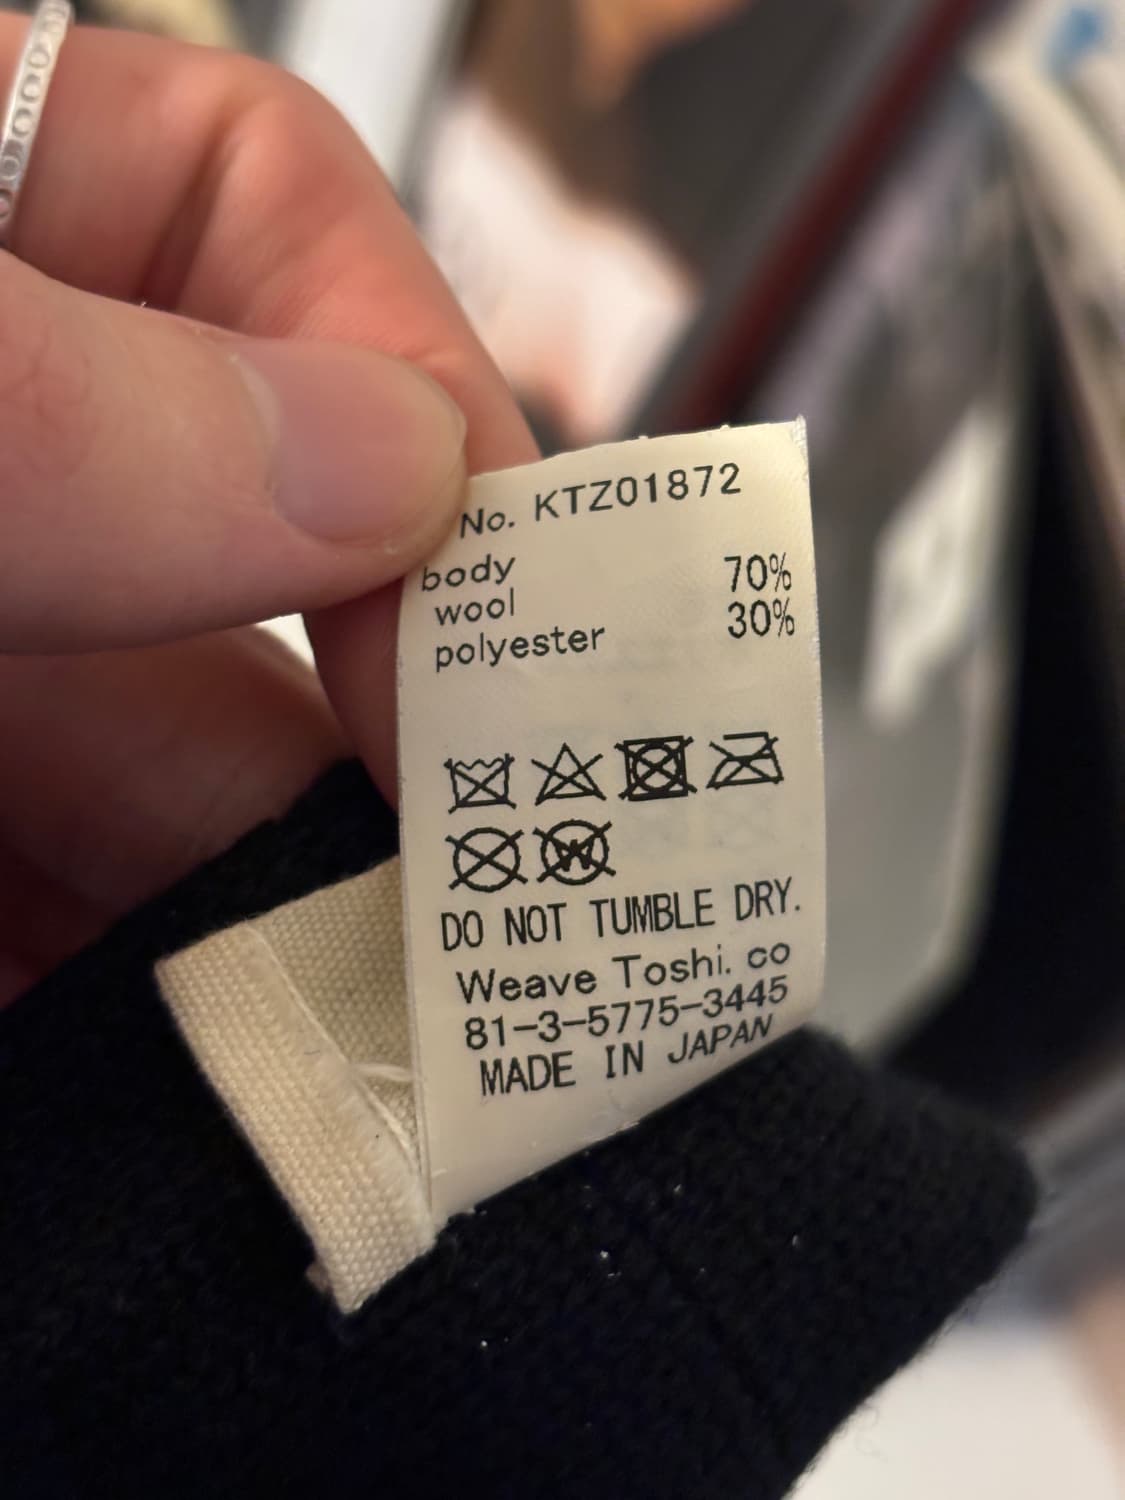 No. KTZ01872
body
wool 70%
polyester 30%
W
DO NOT TUMBLE DRY.
Weave Toshi. co
81-3-5775-3445
MADE IN JAPAN